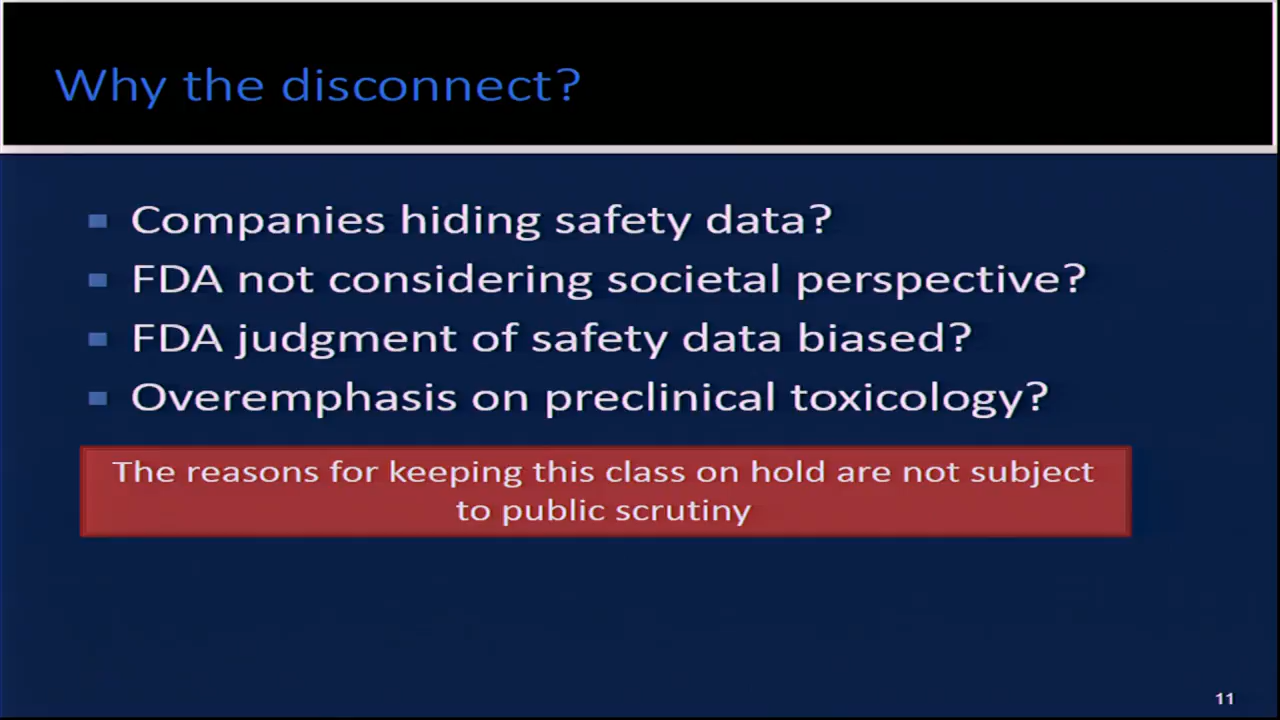 Why the disconnect?
Companies hiding safety data?
FDA not considering societal perspective?
FDA judgment of safety data biased?
Overemphasis on preclinical toxicology?
The reasons for keeping this class on hold are not subject
to public scrutiny
11